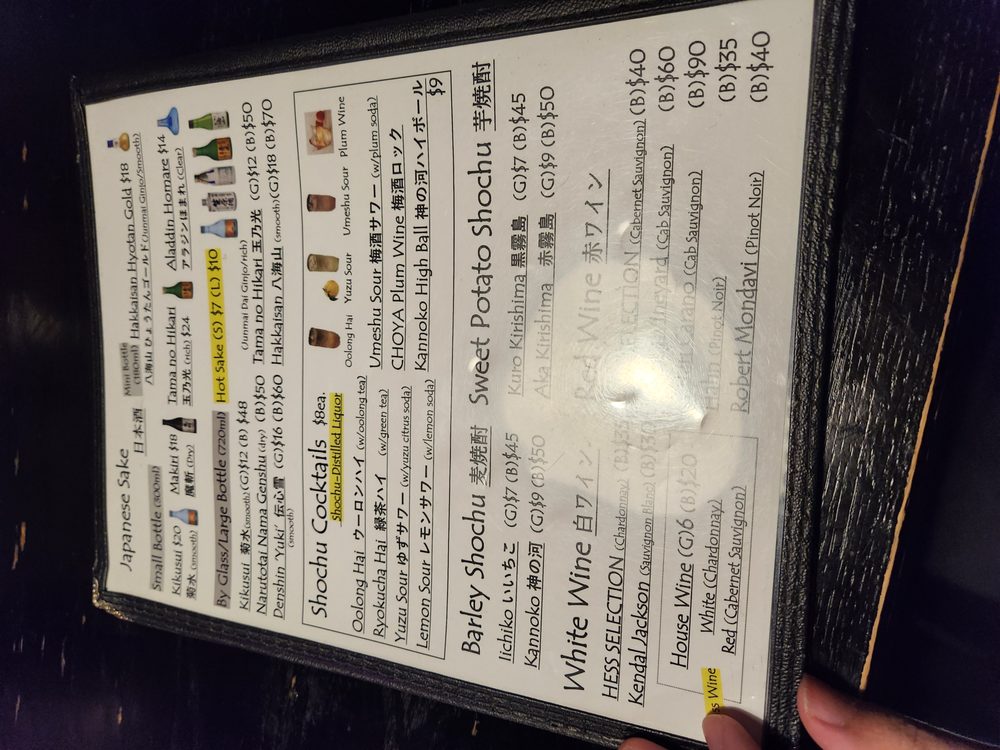 Japanese Sake 日本酒
Mini Bottle (180ml) Hakkaisan Hyotan Gold $18
八海山 ひょうたんゴールド (Junmai Ginjo/Smooth)
Small Bottle (300ml)
Kikusui $20 Makiri $18 Tama no Hikari Aladdin Homare $14
菊水 (Smooth) 魔斬 (Dry) 玉乃光 (rich) $24 アラジンほまれ (Clear)
By Glass/Large Bottle (720ml) Hot Sake (S) $7 (L) $10
Kikusui 菊水 (smooth) (G)$12 (B) $48
Narutotai Nama Genshu (dry) (B)$50
Denshin Yuki 伝心雪 (G)$16 (B)$60
(smooth)
(Junmai Dai Ginjo/rich)
Tama no Hikari 玉乃光 (G)$12 (B)$50
Hakkaisan 八海山 (smooth) (G)$18 (B)$70
Shochu Cocktails $8ea.
Shochu-Distilled Liquor
Oolong Hai Yuzu Sour Umeshu Sour Plum Wine
Oolong Hai ウーロンハイ (w/oolong tea)
Ryokucha Hai 緑茶ハイ (w/green tea)
Yuzu Sour ゆずサワー (w/yuzu citrus soda)
Lemon Sour レモンサワー (w/lemon soda)
Umeshu Sour 梅酒サワー (w/plum soda)
CHOYA Plum Wine 梅酒ロック
Kannoko High Ball 神の河ハイボール
$9
Barley Shochu 麦焼酎
Iichiko いいちこ (G)$7 (B)$45
Kannoko 神の河 (G)$9 (B)$50
Sweet Potato Shochu 芋焼酎
Kuro Kirishima 黒霧島 (G)$7 (B)$45
Aka Kirishima 赤霧島 (G)$9 (B)$50
White Wine 白ワイン
HESS SELECTION (Chardonnay) (B)$35
Kendal Jackson (Sauvignon Blanc) (B)$30
Red Wine 赤ワイン
SELECTION (Cabernet Sauvignon) (B)$40
Vineyard (Cab Sauvignon) (B)$60
(Cab Sauvignon) (B)$90
Hahn (Pinot Noir) (B)$35
Robert Mondavi (Pinot Noir) (B)$40
House Wine (G)6 (B)$20
White (Chardonnay)
Red (Cabernet Sauvignon)
Wine